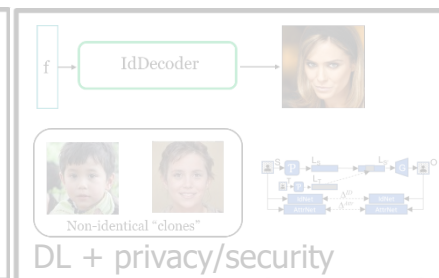 f
IdDecoder
Non-identical “clones”
DL + privacy/security